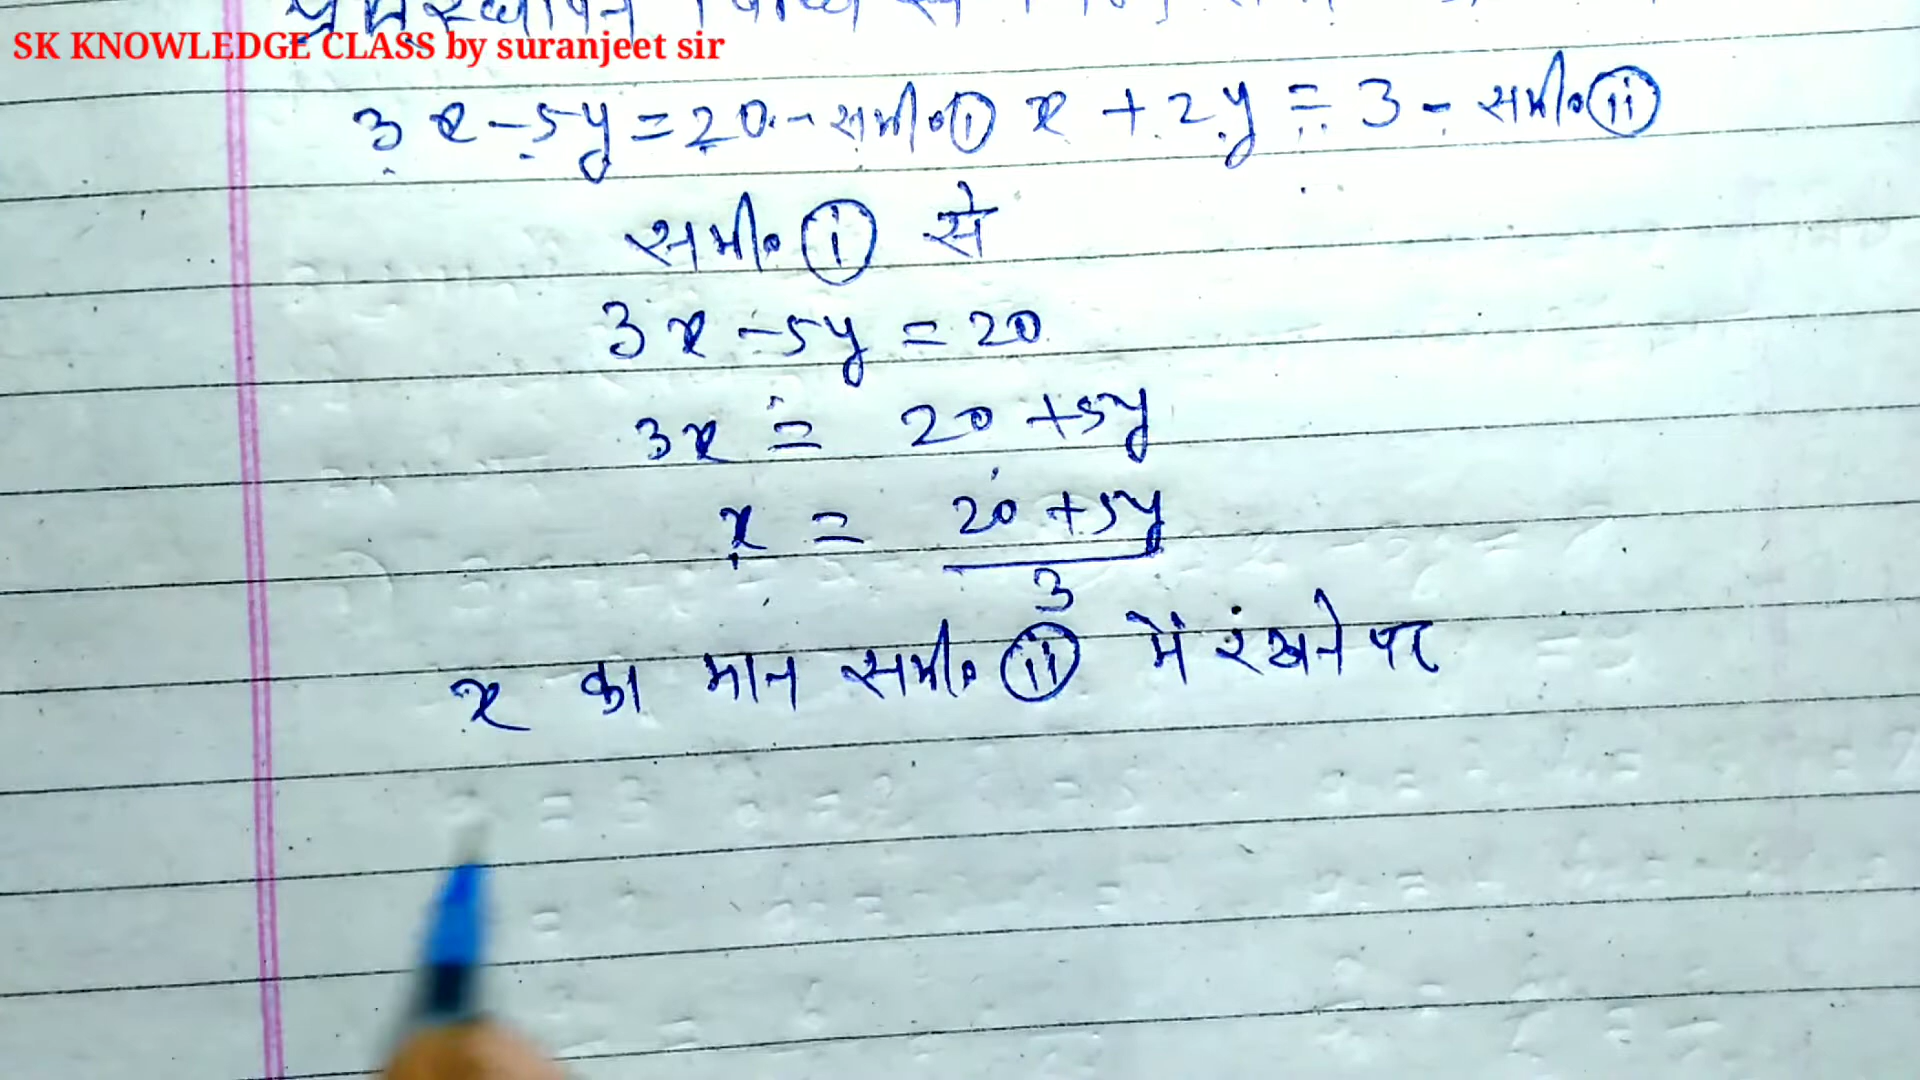 SK KNOWLEDGE CLASS by suranjeet sir
3x-5y=20 - समी० (i) x + 2y = 3 - समी० (ii)
समी० (i) से
3x-5y = 20
3x = 20 +5y
x = 20 +5y
3
x का मान समी० (ii) में रंखने पर